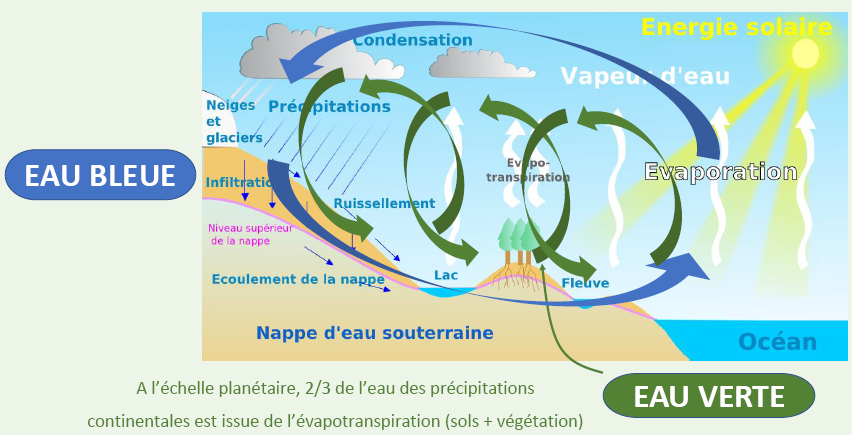 Energie solaire
Condensation
Vapeur d'eau
Neiges
et
glaciers
Précipitations
Evapo-
transpiration
Evaporation
EAU BLEUE
Infiltration
Ruissellement
Niveau supérieur
de la nappe
Ecoulement de la nappe
Lac
Fleuve
Nappe d'eau souterraine
Océan
A l’échelle planétaire, 2/3 de l’eau des précipitations
continentales est issue de l’évapotranspiration (sols + végétation)
EAU VERTE